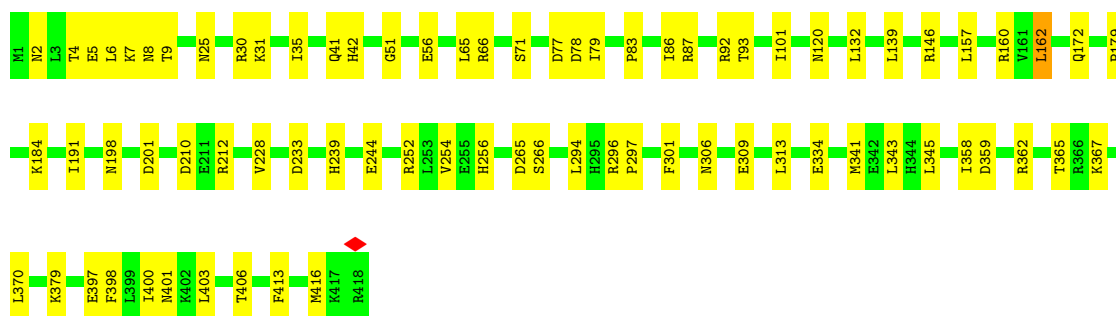 M1 N2 L3 T4 E5 L6 K7 N8 T9 N25 R30 K31 I35 Q41 H42 G51 E56 L65 R66 S71 D77 D78 I79 P83 I86 R87 R92 T93 I101 N120 L132 L139 R146 L157 R160 V161 L162 Q172
K184 I191 N198 D201 D210 E211 R212 V228 D233 H239 E244 R252 L253 V254 E255 H256 D265 S266 L294 H295 R296 P297 F301 N306 E309 L313 E334 M341 E342 L343 H344 L345 I358 D359 R362 T365 R366 K367
L370 K379 E397 F398 L399 I400 N401 K402 L403 T406 F413 M416 K417 R418